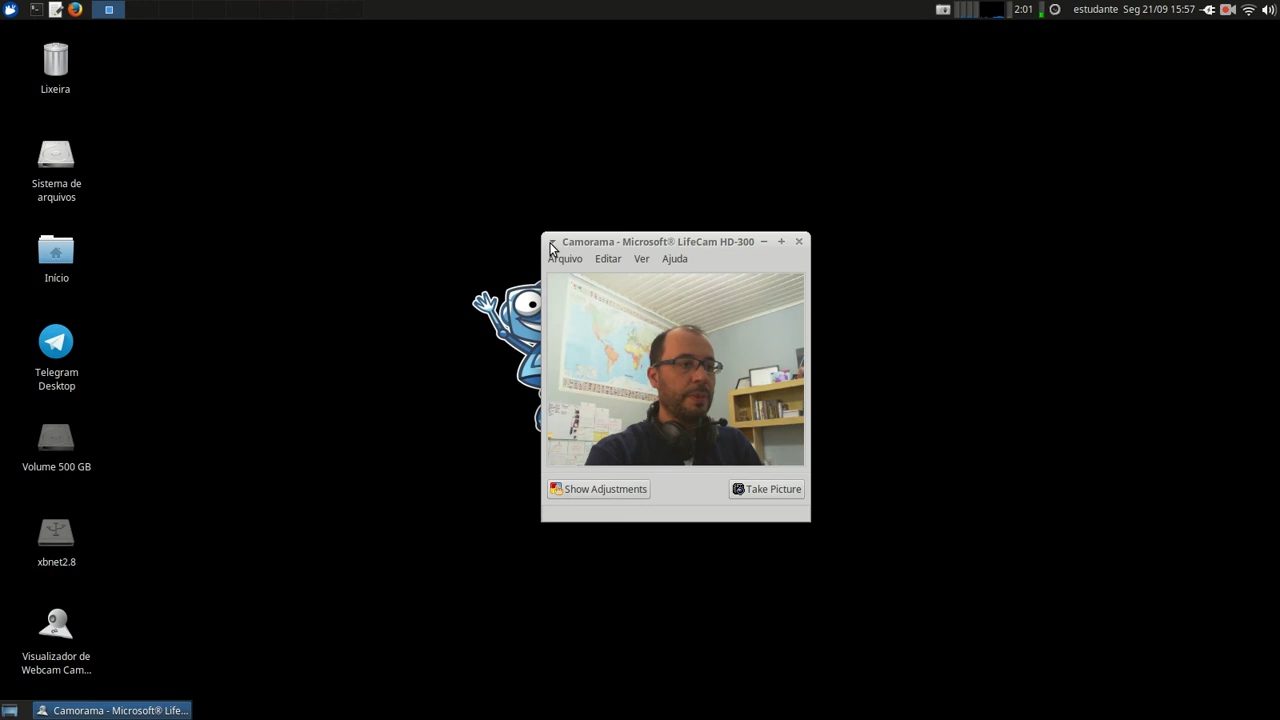 2:01
estudante Seg 21/09 15:57
Lixeira
Sistema de
arquivos
Início
Telegram
Desktop
Volume 500 GB
xbnet2.8
Visualizador de
Webcam Cam...
Camorama - Microsoft® LifeCam HD-300
Arquivo Editar Ver Ajuda
Show Adjustments Take Picture
Camorama - Microsoft® Life...